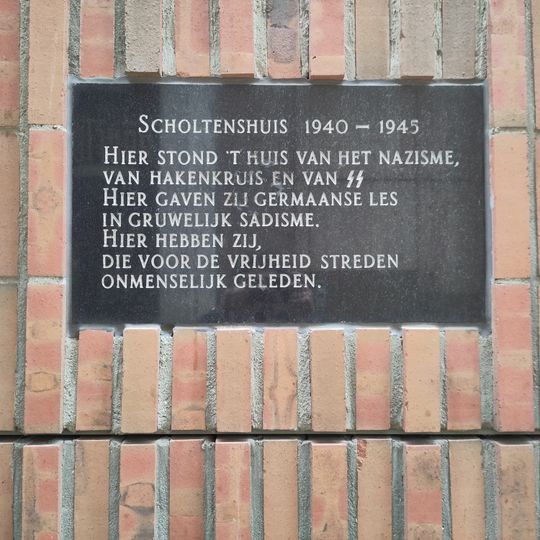 SCHOLTENSHUIS 1940 – 1945
HIER STOND 'T HUIS VAN HET NAZISME,
VAN HAKENKRUIS EN VAN SS
HIER GAVEN ZIJ GERMAANSE LES
IN GRUWELIJK SADISME.
HIER HEBBEN ZIJ,
DIE VOOR DE VRIJHEID STREDEN
ONMENSELIJK GELEDEN.